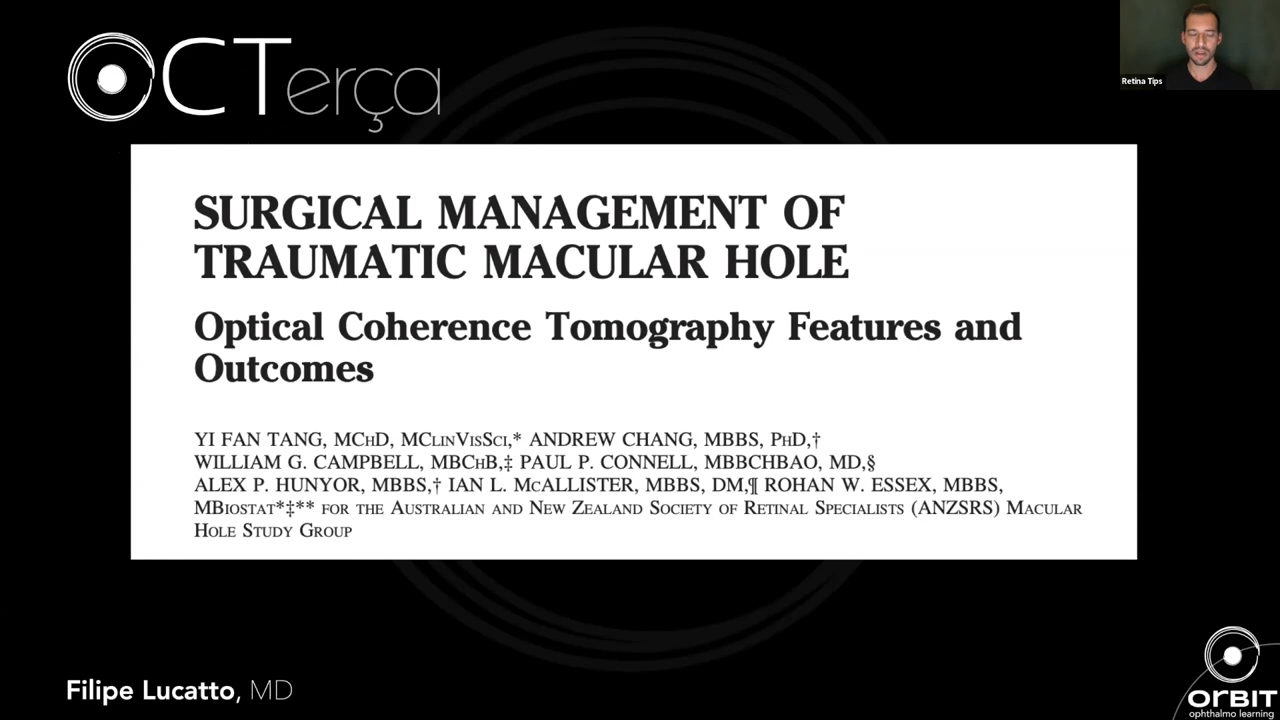 OCTerça
Retina Tips
SURGICAL MANAGEMENT OF
TRAUMATIC MACULAR HOLE
Optical Coherence Tomography Features and
Outcomes
YI FAN TANG, MCHD, MCLINVISSCI,* ANDREW CHANG, MBBS, PHD,†
WILLIAM G. CAMPBELL, MBCHB,‡ PAUL P. CONNELL, MBBCHBAO, MD,§
ALEX P. HUNYOR, MBBS,† IAN L. MCALLISTER, MBBS, DM,¶ ROHAN W. ESSEX, MBBS,
MBIOSTAT*‡** FOR THE AUSTRALIAN AND NEW ZEALAND SOCIETY OF RETINAL SPECIALISTS (ANZSRS) MACULAR
HOLE STUDY GROUP
Filipe Lucatto, MD
ORBIT
ophthalmo learning